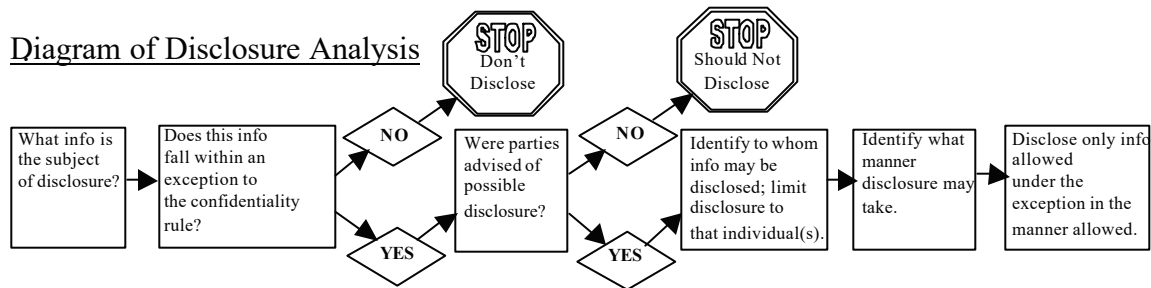 Diagram of Disclosure Analysis
STOP
Don't
Disclose
STOP
Should Not
Disclose
What info is
the subject
of disclosure?
Does this info
fall within an
exception to
the confidentiality
rule?
NO
YES
Were parties
advised of
possible
disclosure?
NO
YES
Identify to whom
info may be
disclosed; limit
disclosure to
that individual(s).
Identify what
manner
disclosure may
take.
Disclose only info
allowed
under the
exception in the
manner allowed.